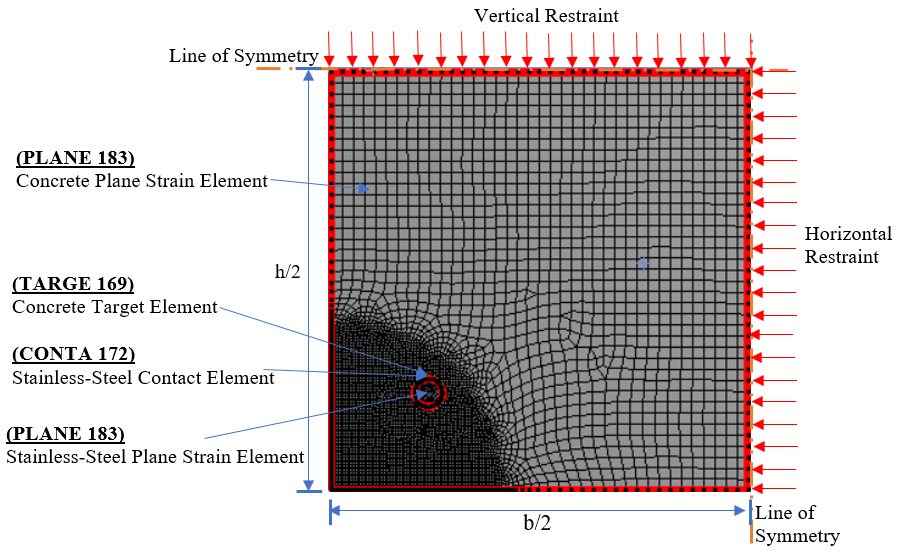 Vertical Restraint
Line of Symmetry
(PLANE 183)
Concrete Plane Strain Element
Horizontal
Restraint
h/2
(TARGE 169)
Concrete Target Element
(CONTA 172)
Stainless-Steel Contact Element
(PLANE 183)
Stainless-Steel Plane Strain Element
b/2
Line of
Symmetry